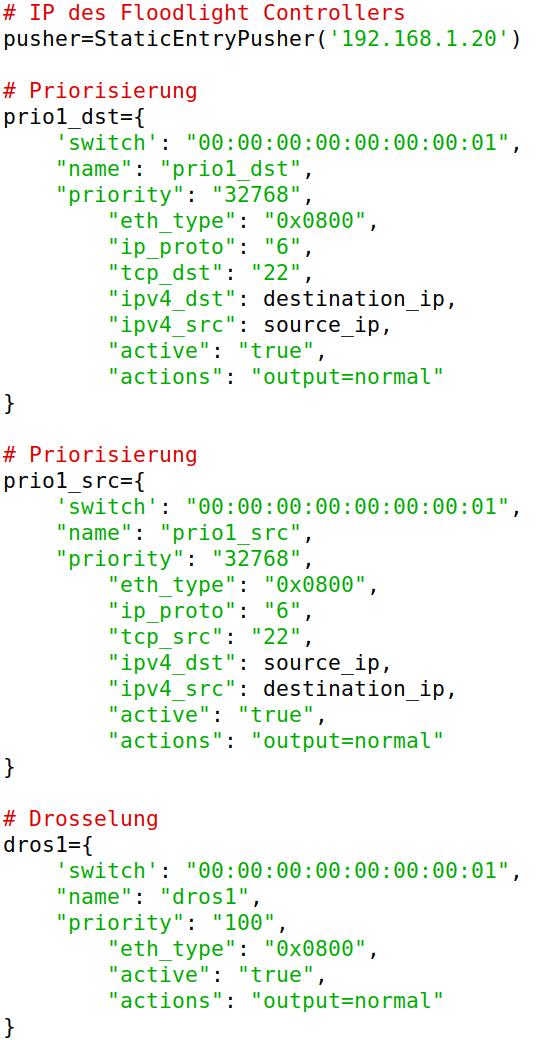 # IP des Floodlight Controllers
pusher=StaticEntryPusher('192.168.1.20')

# Priorisierung
prio1_dst={
    'switch': "00:00:00:00:00:00:00:01",
    "name": "prio1_dst",
    "priority": "32768",
        "eth_type": "0x0800",
        "ip_proto": "6",
        "tcp_dst": "22",
        "ipv4_dst": destination_ip,
        "ipv4_src": source_ip,
        "active": "true",
        "actions": "output=normal"
}

# Priorisierung
prio1_src={
    'switch': "00:00:00:00:00:00:00:01",
    "name": "prio1_src",
    "priority": "32768",
        "eth_type": "0x0800",
        "ip_proto": "6",
        "tcp_src": "22",
        "ipv4_dst": source_ip,
        "ipv4_src": destination_ip,
        "active": "true",
        "actions": "output=normal"
}

# Drosselung
dros1={
    'switch': "00:00:00:00:00:00:00:01",
    "name": "dros1",
    "priority": "100",
        "eth_type": "0x0800",
        "active": "true",
        "actions": "output=normal"
}